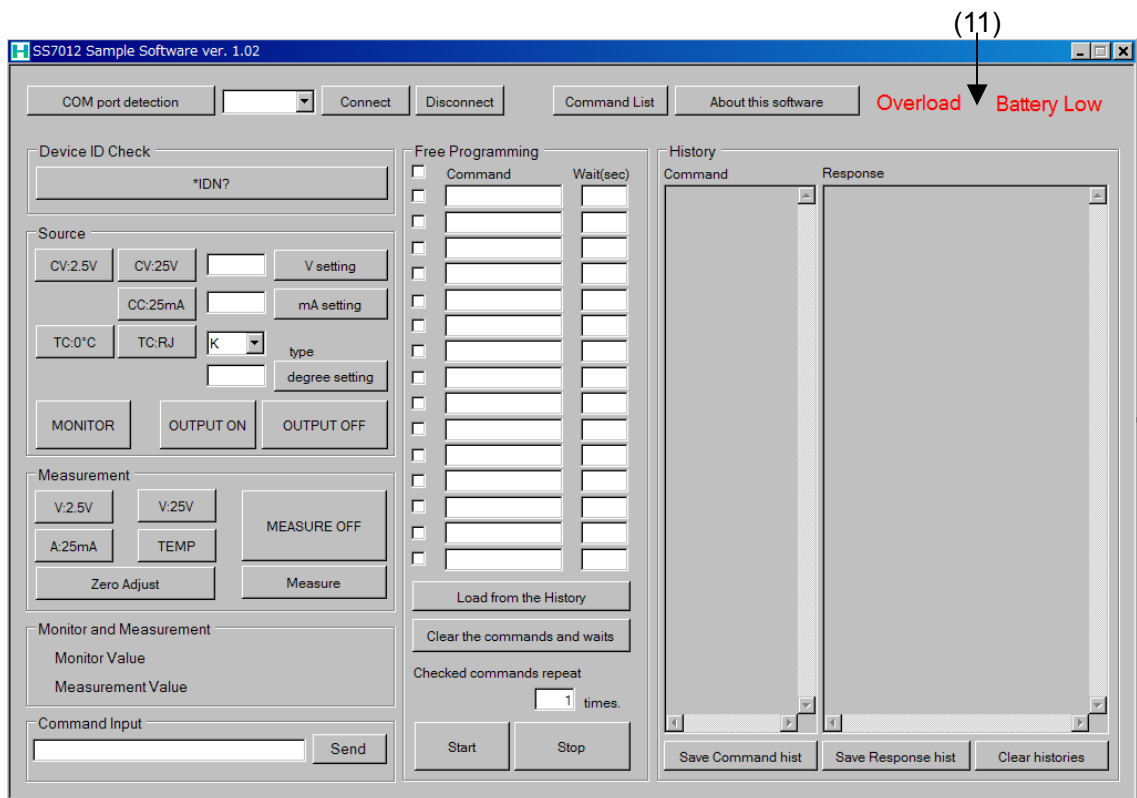 (11)
H SS7012 Sample Software ver. 1.02
COM port detection Connect Disconnect Command List About this software Overload Battery Low
Device ID Check
*IDN?
Source
CV:2.5V CV:25V V setting
CC:25mA mA setting
TC:0°C TC:RJ K type
degree setting
MONITOR OUTPUT ON OUTPUT OFF
Measurement
V:2.5V V:25V MEASURE OFF
A:25mA TEMP
Zero Adjust Measure
Monitor and Measurement
Monitor Value
Measurement Value
Command Input
Send
Free Programming
Command Wait(sec)
Load from the History
Clear the commands and waits
Checked commands repeat
1 times.
Start Stop
History
Command Response
Save Command hist Save Response hist Clear histories